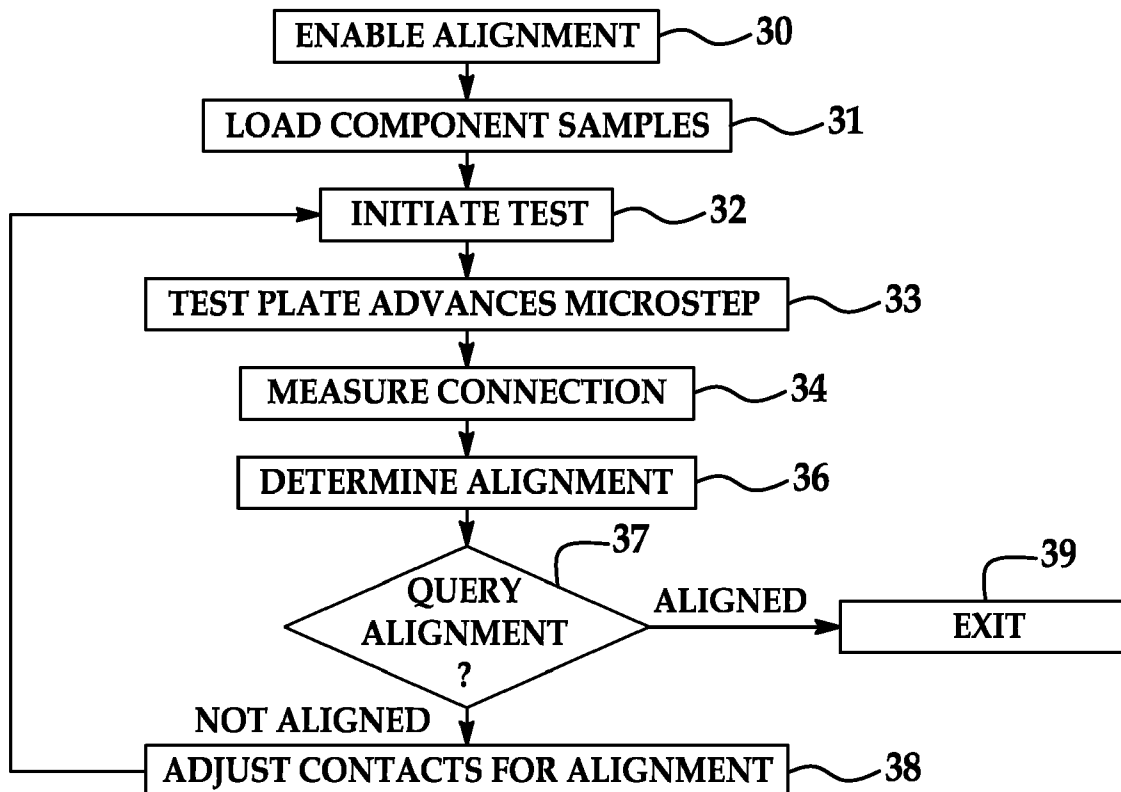 ENABLE ALIGNMENT
30
LOAD COMPONENT SAMPLES
31
INITIATE TEST
32
TEST PLATE ADVANCES MICROSTEP
33
MEASURE CONNECTION
34
DETERMINE ALIGNMENT
36
QUERY
ALIGNMENT
?
37
ALIGNED
EXIT
39
NOT ALIGNED
ADJUST CONTACTS FOR ALIGNMENT
38